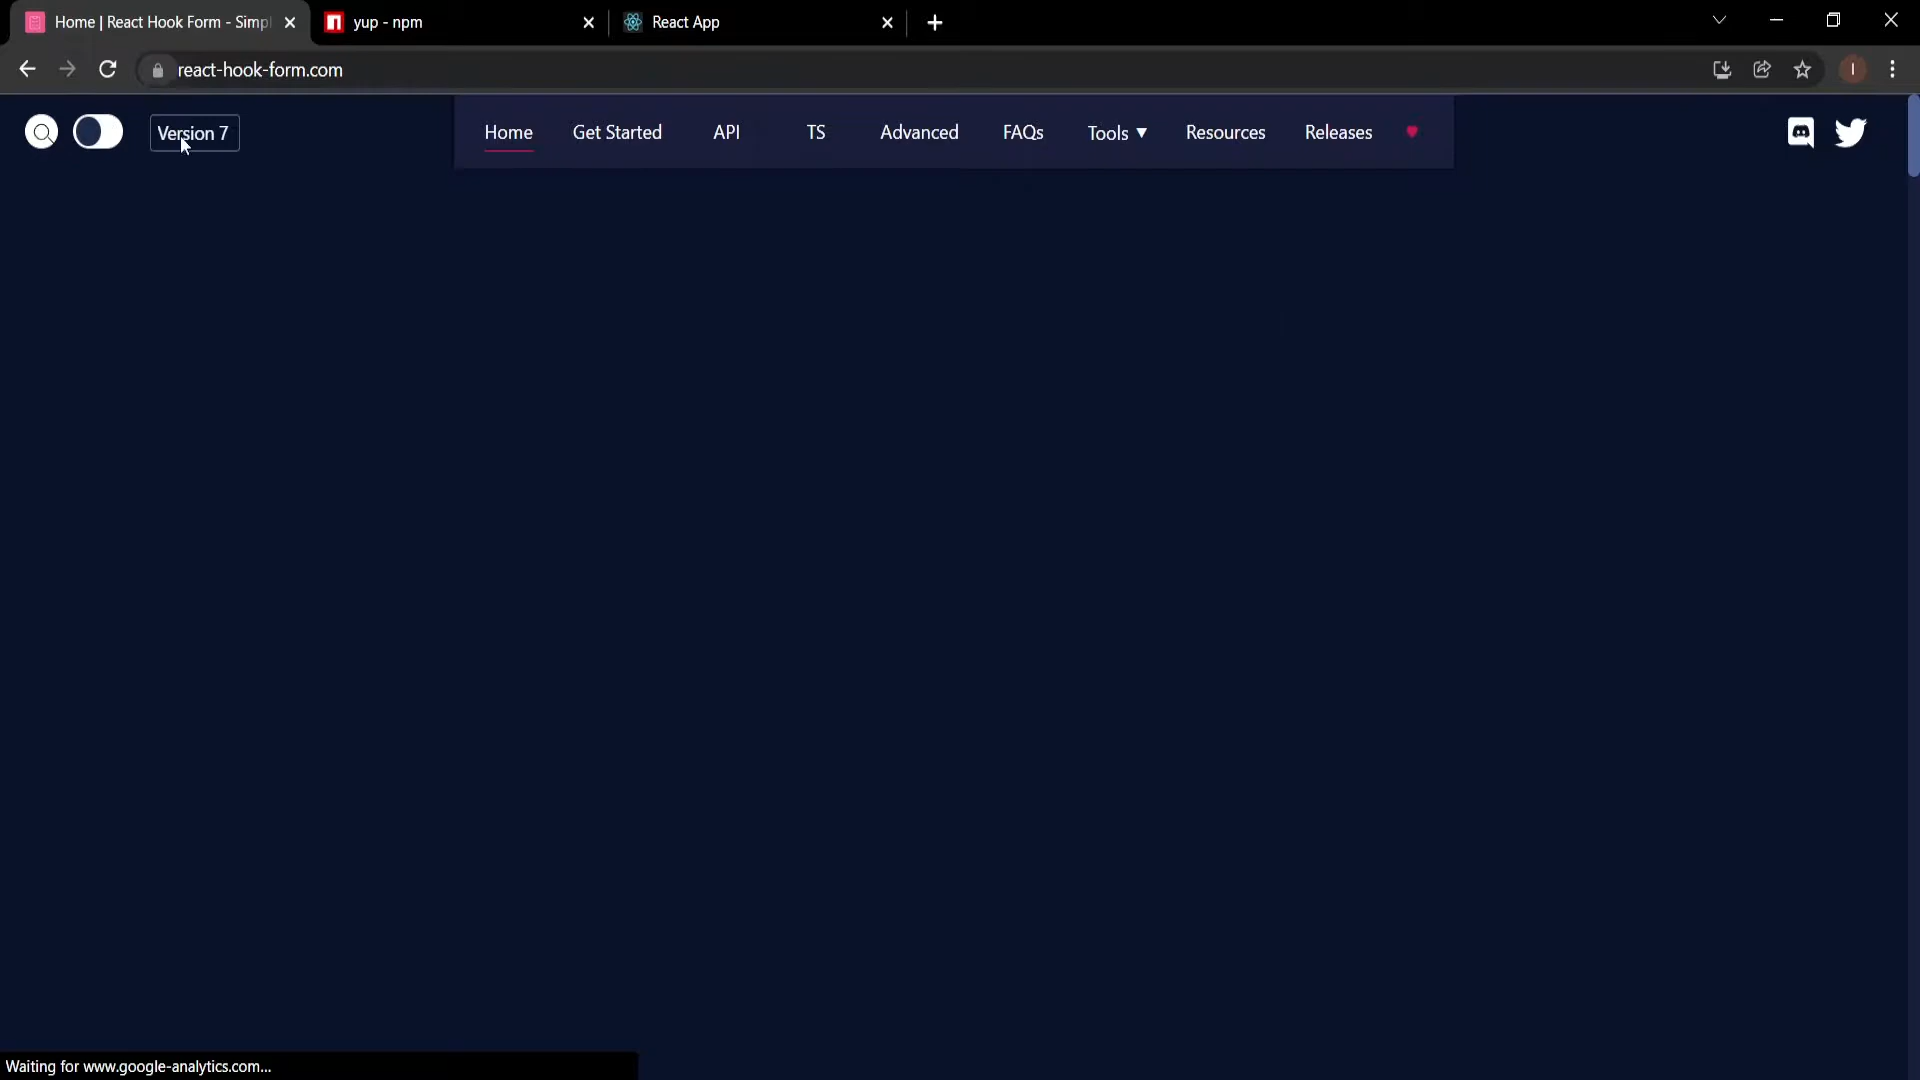 Home | React Hook Form - Simpl
yup - npm
React App
react-hook-form.com
I
Version 7
Home
Get Started
API
TS
Advanced
FAQs
Tools ▼
Resources
Releases
Waiting for www.google-analytics.com...